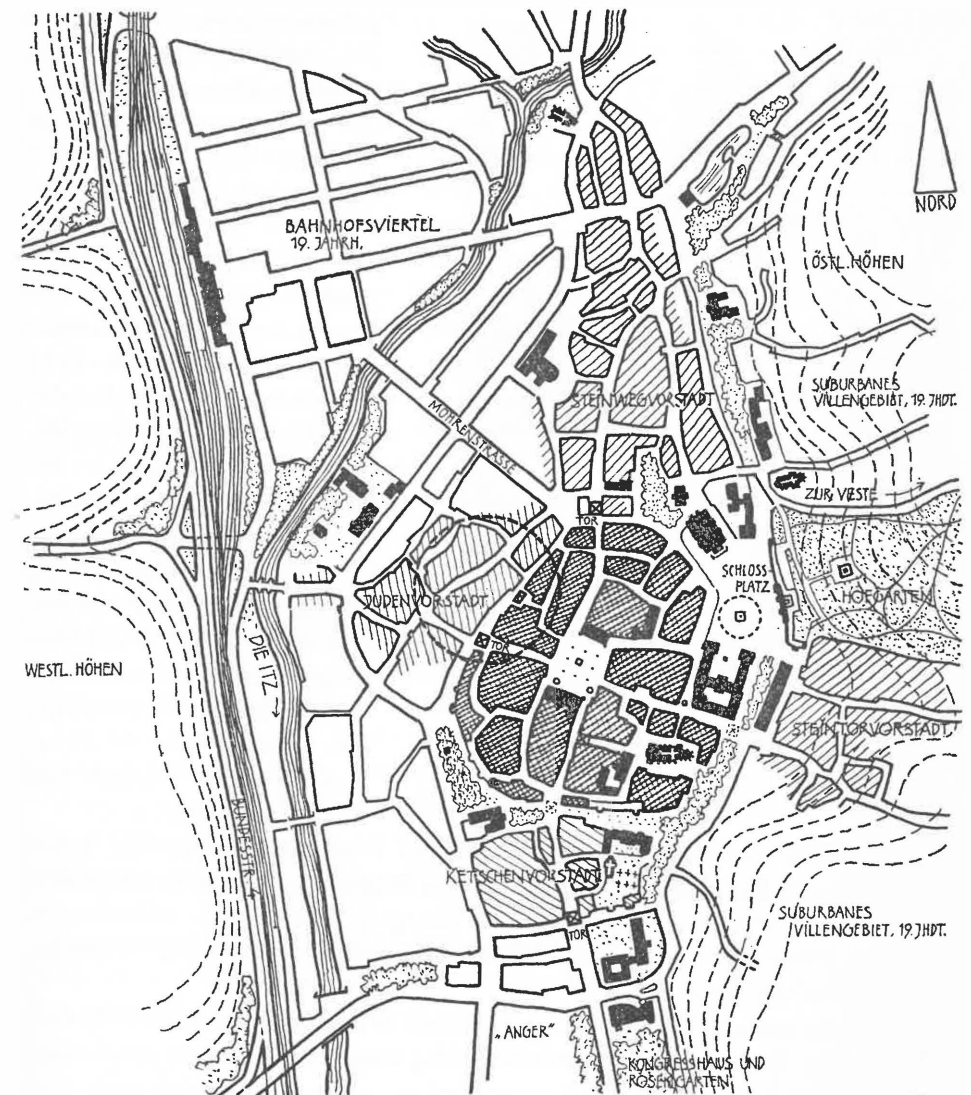 NORD
BAHNHOFSVIERTEL
19. JAHRH.
ÖSTL. HÖHEN
SUBURBANES
VILLENGEBIET, 19. JHDT.
STEINWEGVORSTADT
MOHRENSTRASSE
ZUR VESTE
TOR
SCHLOSS
PLATZ
HOFGARTEN
JUDENVORSTADT
TOR
DIE ITZ
WESTL. HÖHEN
STEINTORVORSTADT
BUNDESSTR. 4
KETSCHENVORSTADT
TOR
SUBURBANES
VILLENGEBIET, 19. JHDT.
„ANGER"
KONGRESSHAUS UND
ROSENGARTEN